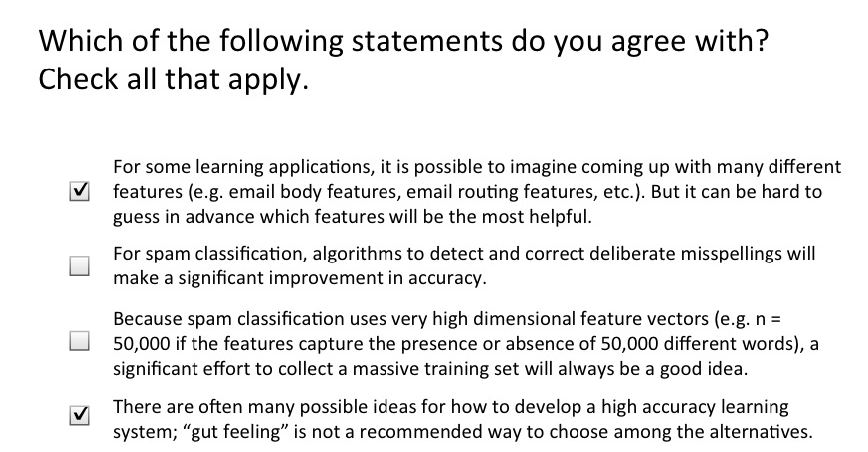 Which of the following statements do you agree with?
Check all that apply.
For some learning applications, it is possible to imagine coming up with many different
features (e.g. email body features, email routing features, etc.). But it can be hard to
guess in advance which features will be the most helpful.
For spam classification, algorithms to detect and correct deliberate misspellings will
make a significant improvement in accuracy.
Because spam classification uses very high dimensional feature vectors (e.g. n =
50,000 if the features capture the presence or absence of 50,000 different words), a
significant effort to collect a massive training set will always be a good idea.
There are often many possible ideas for how to develop a high accuracy learning
system; “gut feeling” is not a recommended way to choose among the alternatives.